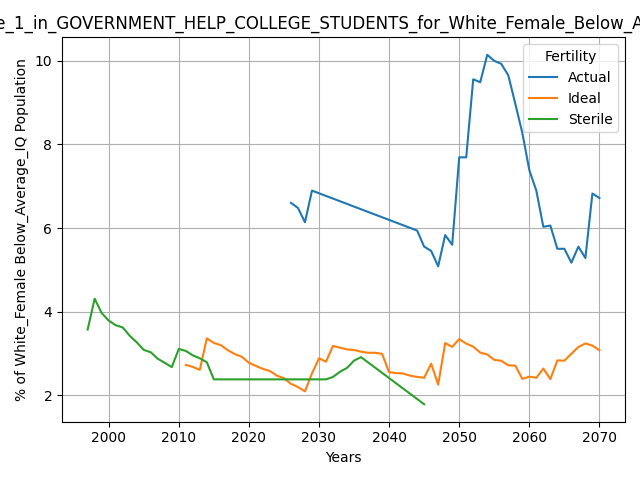 e_1_in_GOVERNMENT_HELP_COLLEGE_STUDENTS_for_White_Female_Below_A
% of White_Female Below_Average_IQ Population
10
8
6
4
2
Fertility
Actual
Ideal
Sterile
2000 2010 2020 2030 2040 2050 2060 2070
Years